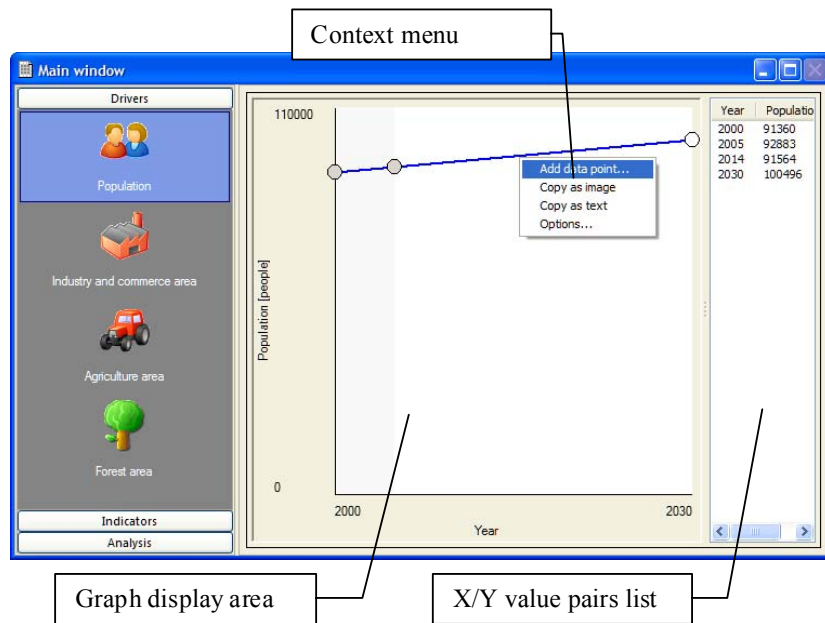 Context menu
Main window
Drivers
Population
Industry and commerce area
Agriculture area
Forest area
Indicators
Analysis
110000
Population [people]
0
2000
2030
Year
Add data point...
Copy as image
Copy as text
Options...
Year Populatio
2000 91360
2005 92883
2014 91564
2030 100496
Graph display area
X/Y value pairs list